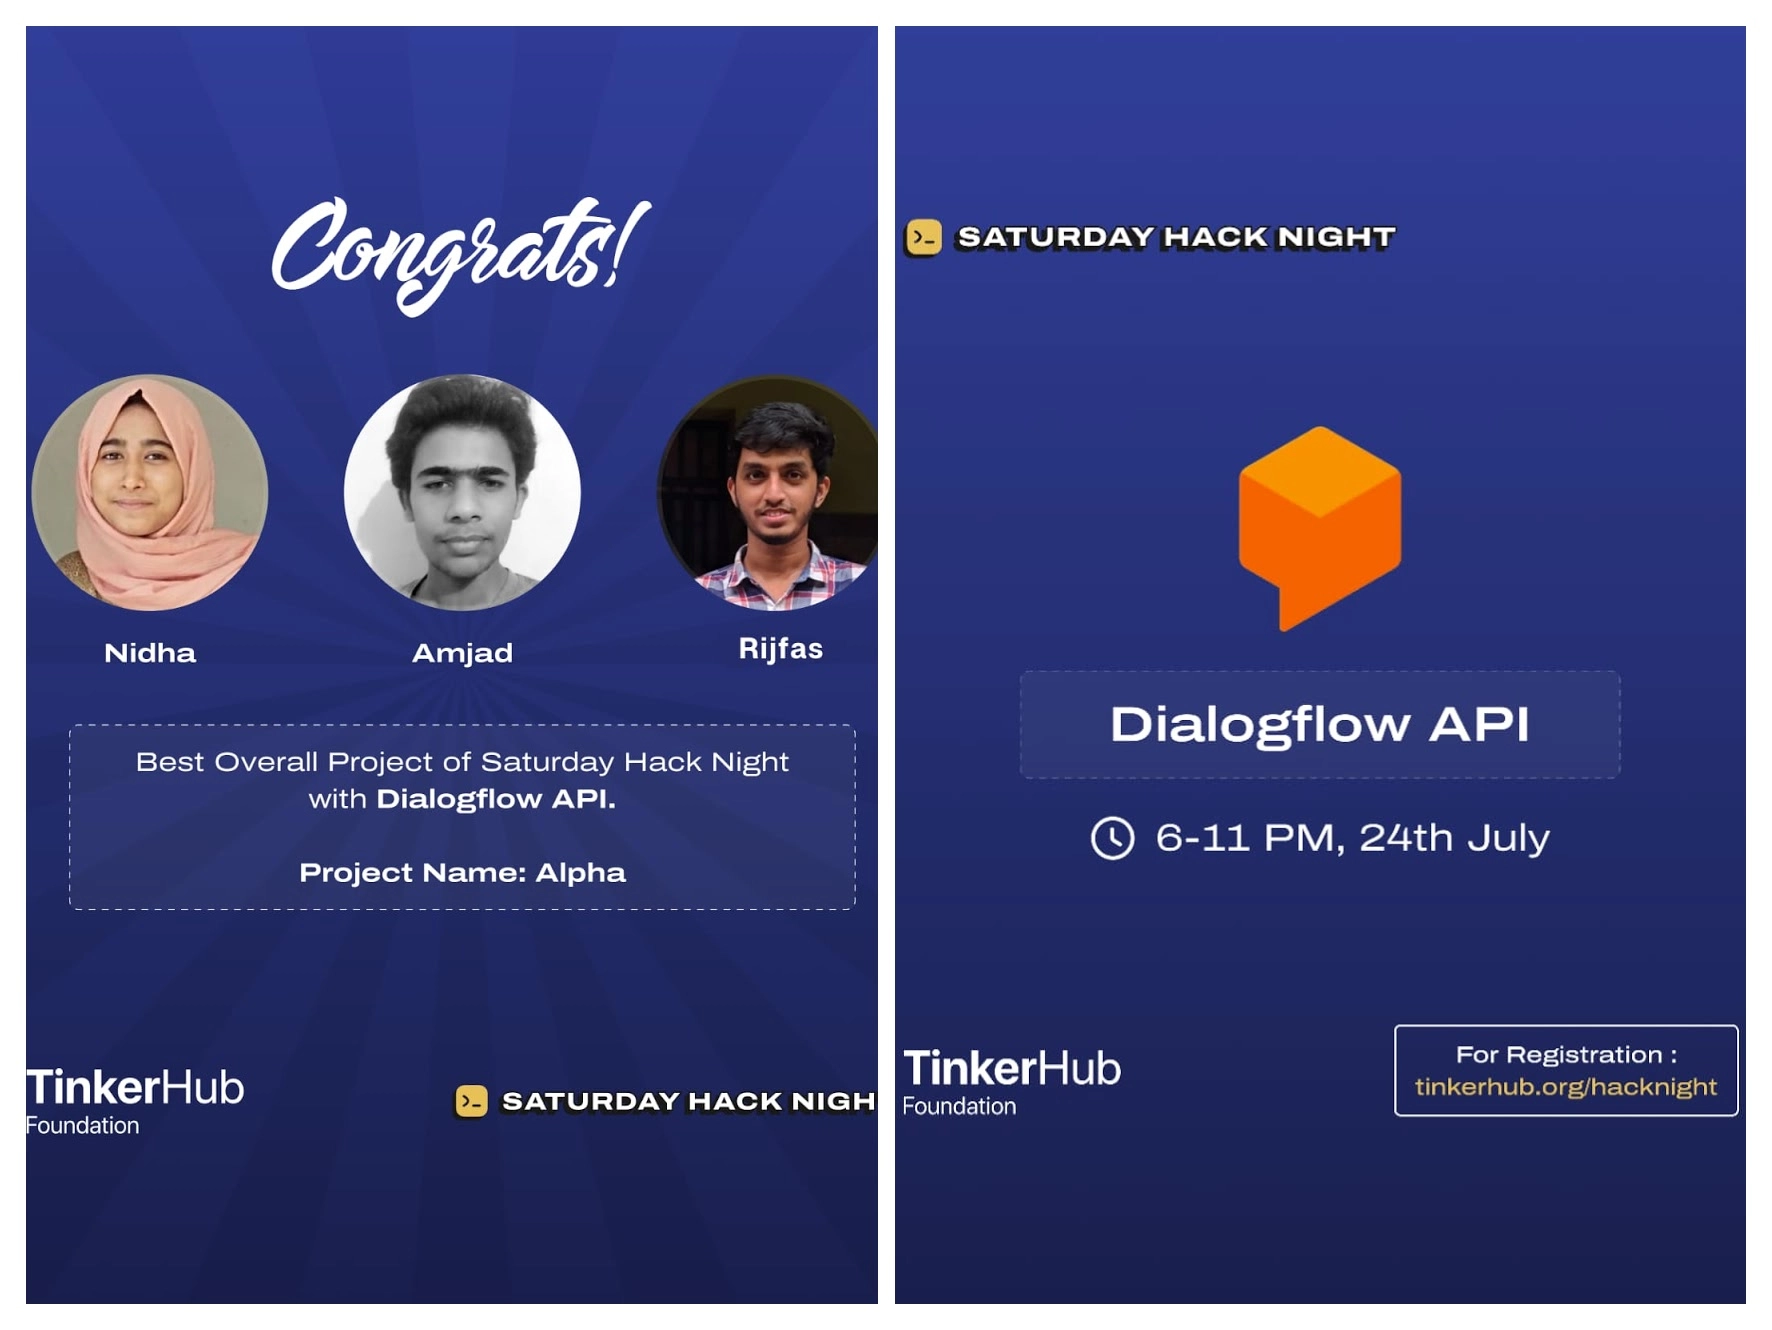 Congrats!
Nidha
Amjad
Rijfas
Best Overall Project of Saturday Hack Night
with Dialogflow API.
Project Name: Alpha
TinkerHub
Foundation
>_ SATURDAY HACK NIGH
>_ SATURDAY HACK NIGHT
Dialogflow API
6-11 PM, 24th July
TinkerHub
Foundation
For Registration :
tinkerhub.org/hacknight